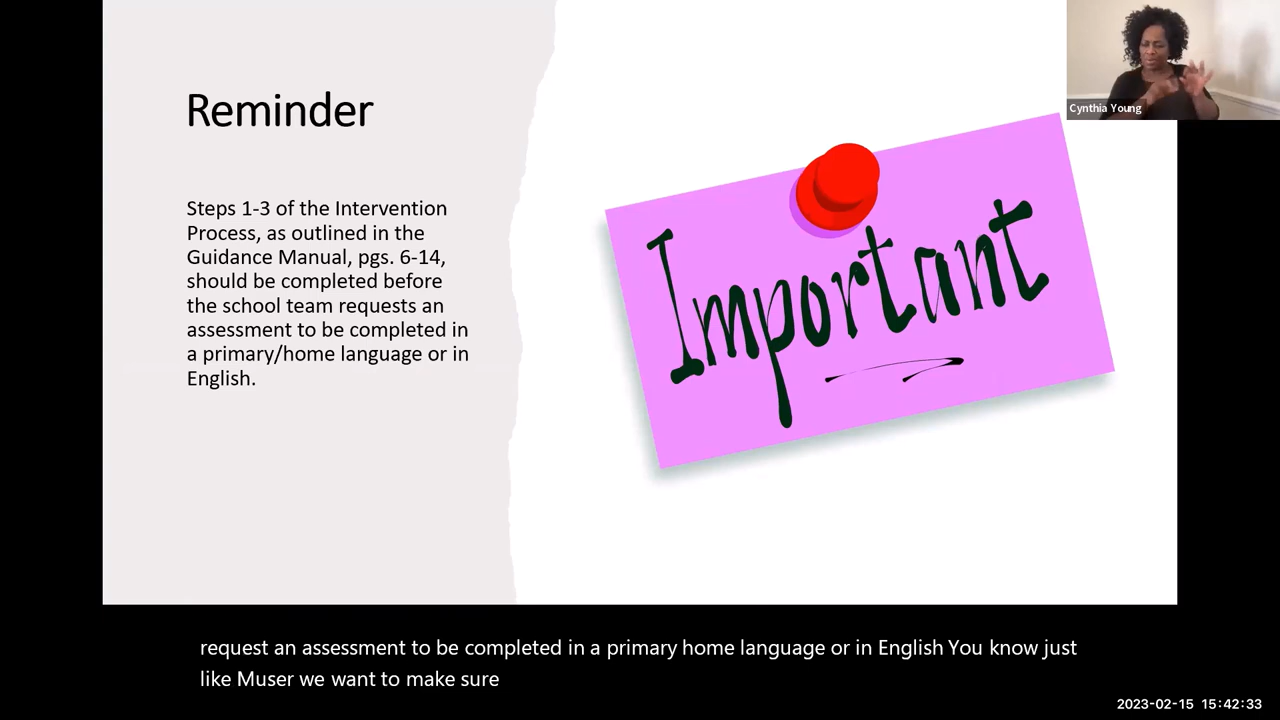 Reminder
Steps 1-3 of the Intervention
Process, as outlined in the
Guidance Manual, pgs. 6-14,
should be completed before
the school team requests an
assessment to be completed in
a primary/home language or in
English.
Important
Cynthia Young
request an assessment to be completed in a primary home language or in English You know just
like Muser we want to make sure
2023-02-15 15:42:33